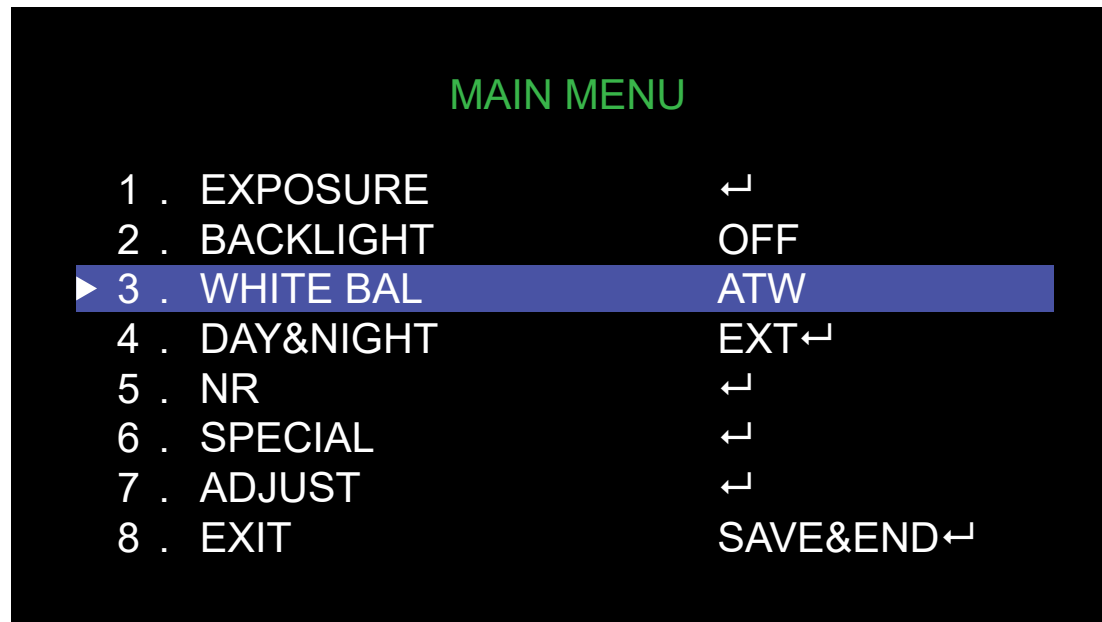 MAIN MENU
1 . EXPOSURE ↵
2 . BACKLIGHT OFF
3 . WHITE BAL ATW
4 . DAY&NIGHT EXT↵
5 . NR ↵
6 . SPECIAL ↵
7 . ADJUST ↵
8 . EXIT SAVE&END↵